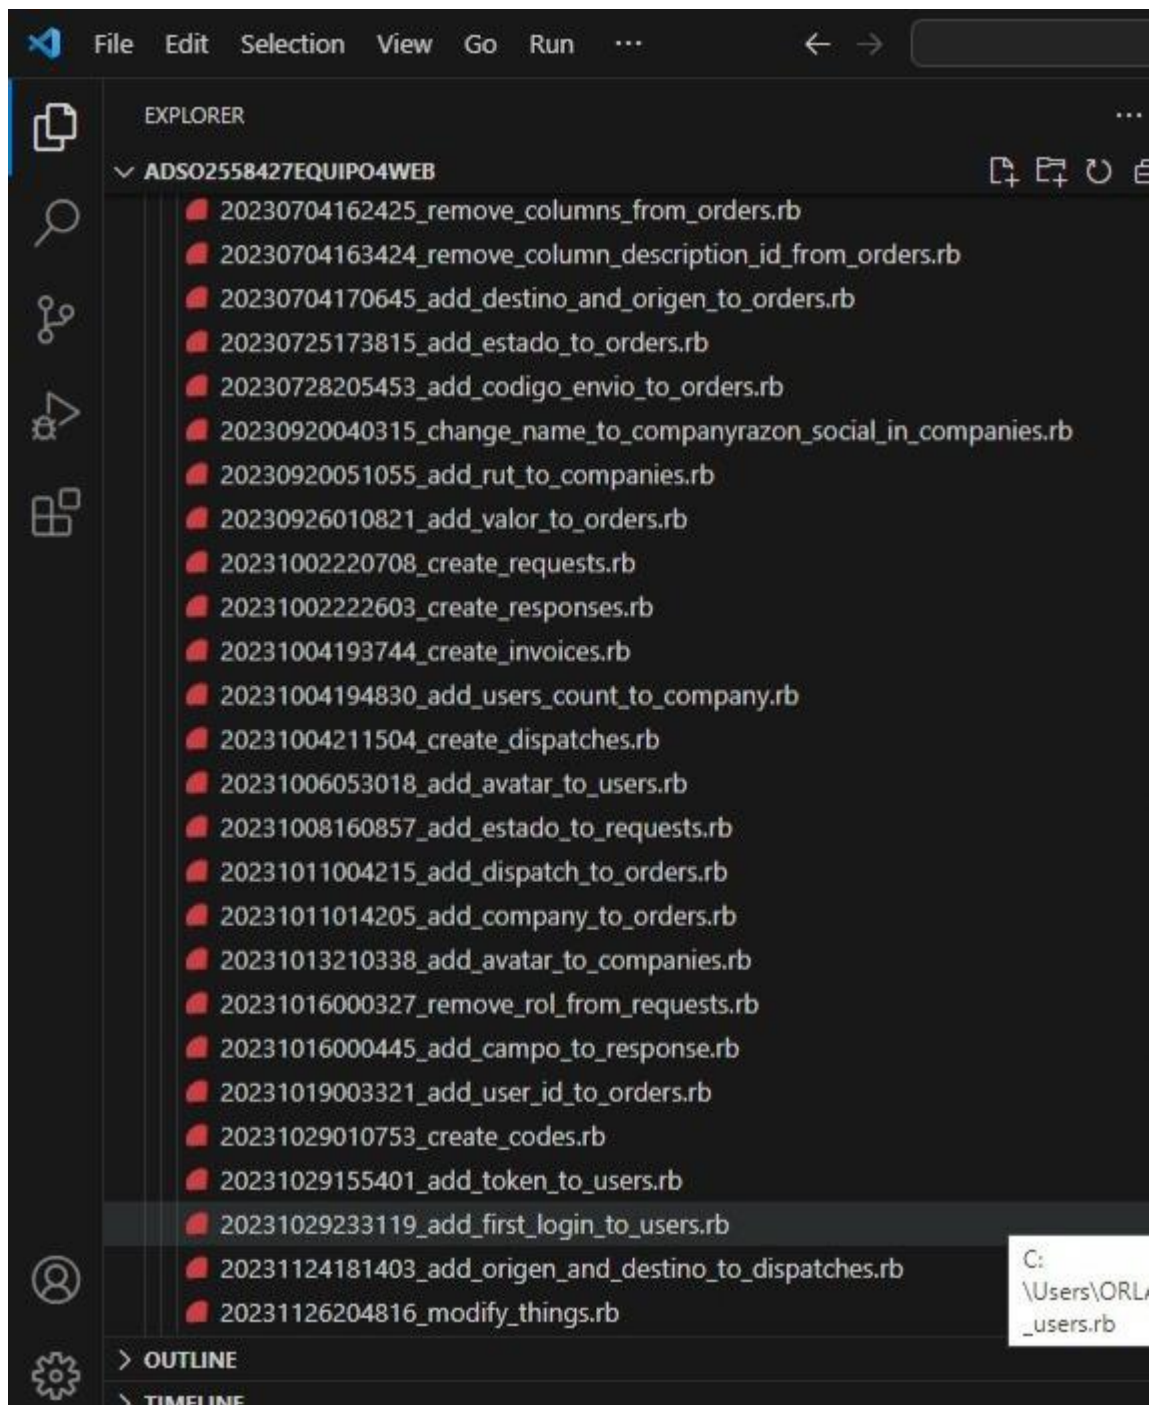 File Edit Selection View Go Run ...
EXPLORER
ADSO2558427EQUIPO4WEB
20230704162425_remove_columns_from_orders.rb
20230704163424_remove_column_description_id_from_orders.rb
20230704170645_add_destino_and_origen_to_orders.rb
20230725173815_add_estado_to_orders.rb
20230728205453_add_codigo_envio_to_orders.rb
20230920040315_change_name_to_companyrazon_social_in_companies.rb
20230920051055_add_rut_to_companies.rb
20230926010821_add_valor_to_orders.rb
20231002220708_create_requests.rb
20231002222603_create_responses.rb
20231004193744_create_invoices.rb
20231004194830_add_users_count_to_company.rb
20231004211504_create_dispatches.rb
20231006053018_add_avatar_to_users.rb
20231008160857_add_estado_to_requests.rb
20231011004215_add_dispatch_to_orders.rb
20231011014205_add_company_to_orders.rb
20231013210338_add_avatar_to_companies.rb
20231016000327_remove_rol_from_requests.rb
20231016000445_add_campo_to_response.rb
20231019003321_add_user_id_to_orders.rb
20231029010753_create_codes.rb
20231029155401_add_token_to_users.rb
20231029233119_add_first_login_to_users.rb
20231124181403_add_origen_and_destino_to_dispatches.rb
20231126204816_modify_things.rb
C:
\Users\ORLA
_users.rb
OUTLINE
TIMELINE